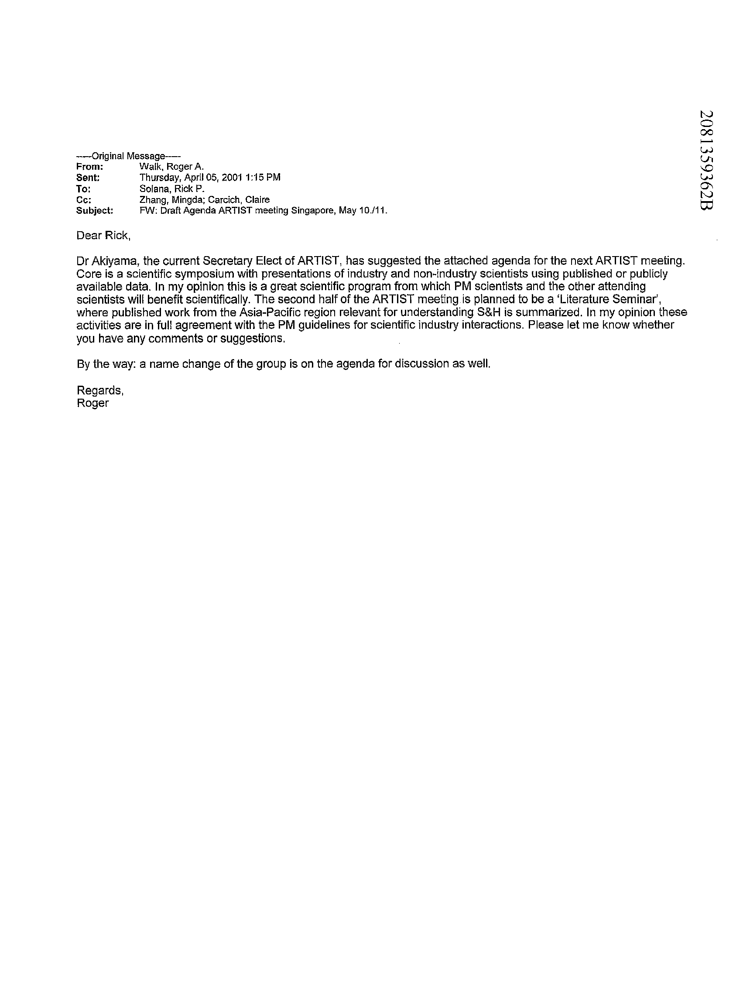 2081359362B
-----Original Message-----
From: Walk, Roger A.
Sent: Thursday, April 05, 2001 1:15 PM
To: Solana, Rick P.
Cc: Zhang, Mingda; Carcich, Claire
Subject: FW: Draft Agenda ARTIST meeting Singapore, May 10./11.
Dear Rick,
Dr Akiyama, the current Secretary Elect of ARTIST, has suggested the attached agenda for the next ARTIST meeting.
Core is a scientific symposium with presentations of industry and non-industry scientists using published or publicly
available data. In my opinion this is a great scientific program from which PM scientists and the other attending
scientists will benefit scientifically. The second half of the ARTIST meeting is planned to be a 'Literature Seminar',
where published work from the Asia-Pacific region relevant for understanding S&H is summarized. In my opinion these
activities are in full agreement with the PM guidelines for scientific industry interactions. Please let me know whether
you have any comments or suggestions.
By the way: a name change of the group is on the agenda for discussion as well.
Regards,
Roger